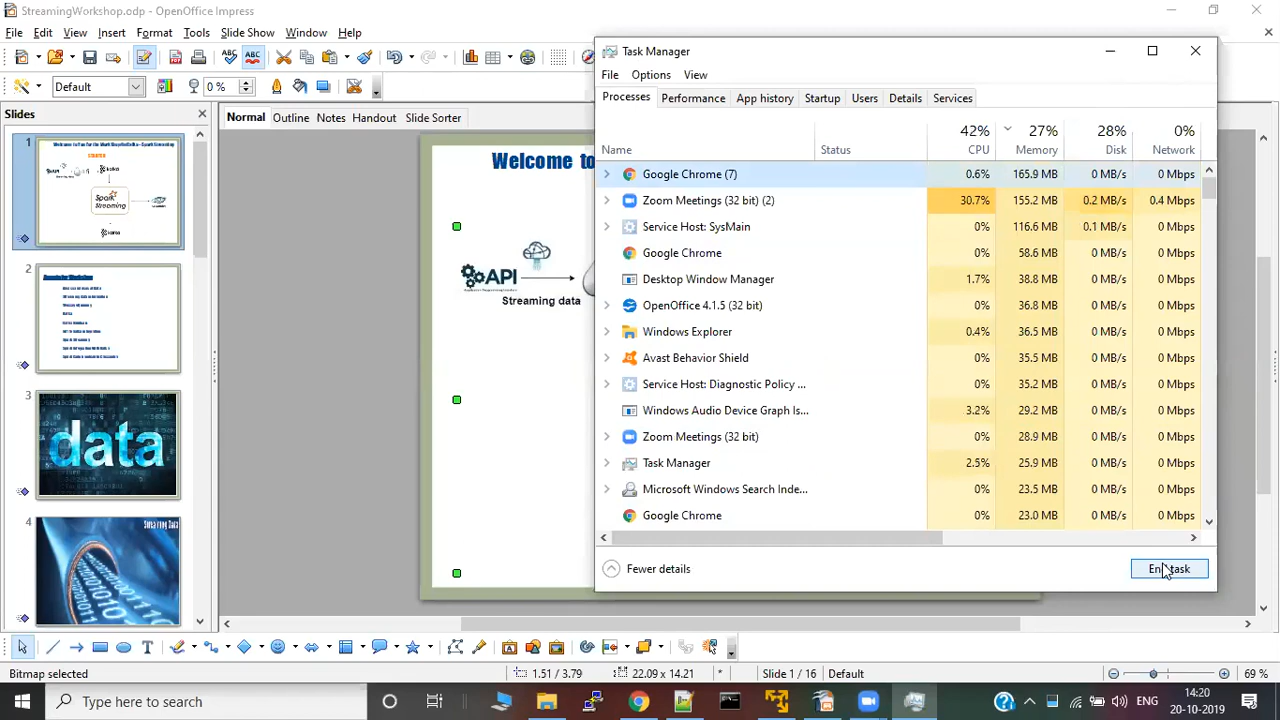 StreamingWorkshop.odp - OpenOffice Impress
File Edit View Insert Format Tools Slide Show Window Help
Default
0 %
Slides
Normal Outline Notes Handout Slide Sorter
1
STARTER
Spark
Streaming
2
3
data
4
Streaming Data
Welcome to
API
Streaming data
Task Manager
File Options View
Processes Performance App history Startup Users Details Services
42% 27% 28% 0%
Name Status CPU Memory Disk Network
Google Chrome (7) 0.6% 165.9 MB 0 MB/s 0 Mbps
Zoom Meetings (32 bit) (2) 30.7% 155.2 MB 0.2 MB/s 0.4 Mbps
Service Host: SysMain 0% 116.6 MB 0.1 MB/s 0 Mbps
Google Chrome 0% 58.6 MB 0 MB/s 0 Mbps
Desktop Window Manager 1.7% 38.8 MB 0 MB/s 0 Mbps
OpenOffice 4.1.5 (32 bit) 0% 36.8 MB 0 MB/s 0 Mbps
Windows Explorer 0.4% 36.5 MB 0 MB/s 0 Mbps
Avast Behavior Shield 0% 35.5 MB 0 MB/s 0 Mbps
Service Host: Diagnostic Policy ... 0% 35.2 MB 0 MB/s 0 Mbps
Windows Audio Device Graph Is... 3.2% 29.2 MB 0 MB/s 0 Mbps
Zoom Meetings (32 bit) 0% 28.9 MB 0 MB/s 0 Mbps
Task Manager 2.5% 25.9 MB 0 MB/s 0 Mbps
Microsoft Windows Search Inde... 0% 23.5 MB 0 MB/s 0 Mbps
Google Chrome 0% 23.0 MB 0 MB/s 0 Mbps
Fewer details
End task
Bitmap selected 1.51 / 3.79 22.09 x 14.21 * Slide 1 / 16 Default 69 %
Type here to search
ENG
14:20
20-10-2019